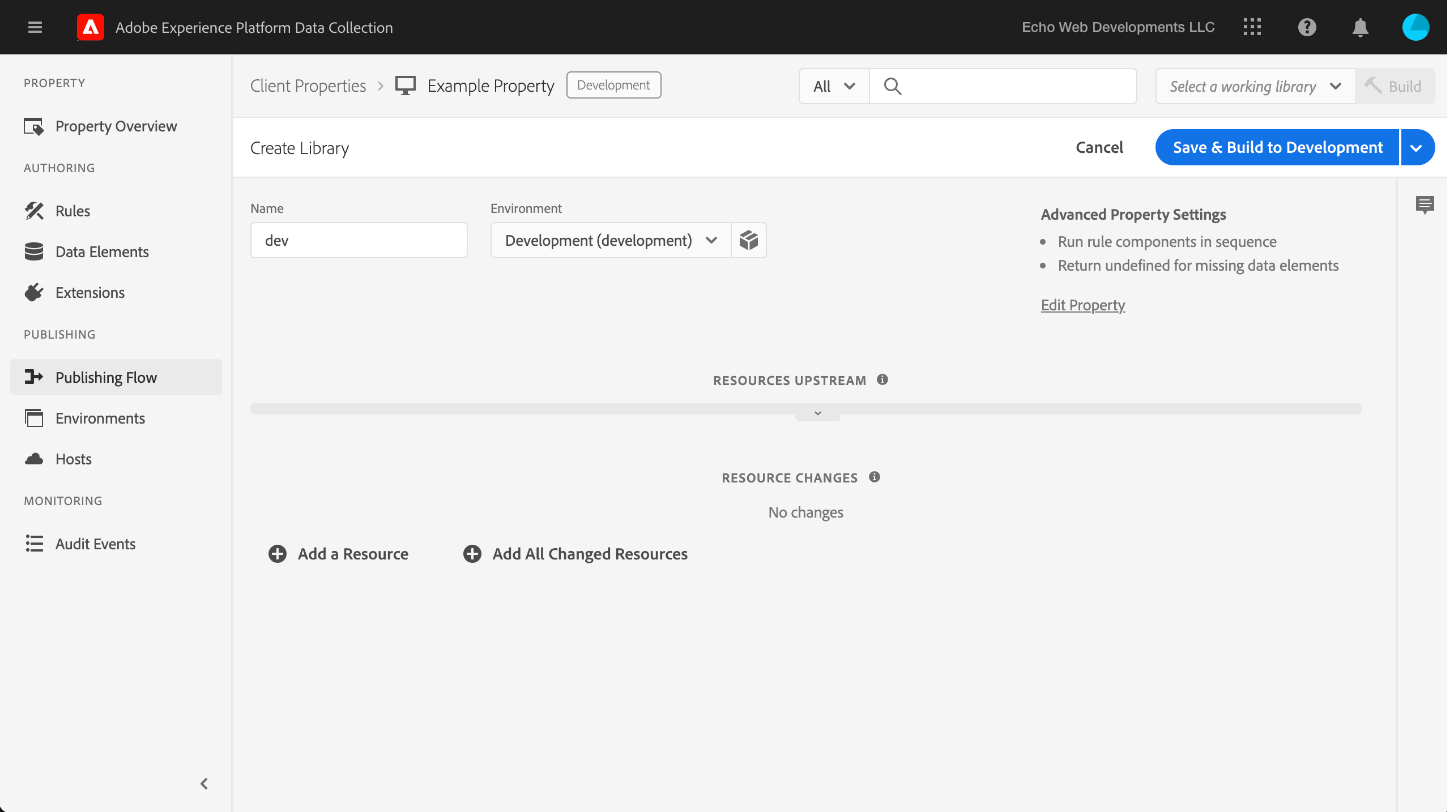 Adobe Experience Platform Data Collection
Echo Web Developments LLC
PROPERTY
Property Overview
AUTHORING
Rules
Data Elements
Extensions
PUBLISHING
Publishing Flow
Environments
Hosts
MONITORING
Audit Events
Client Properties > Example Property Development
All
Select a working library
Build
Create Library
Cancel
Save & Build to Development
Name
dev
Environment
Development (development)
Advanced Property Settings
• Run rule components in sequence
• Return undefined for missing data elements
Edit Property
RESOURCES UPSTREAM
RESOURCE CHANGES
No changes
Add a Resource
Add All Changed Resources